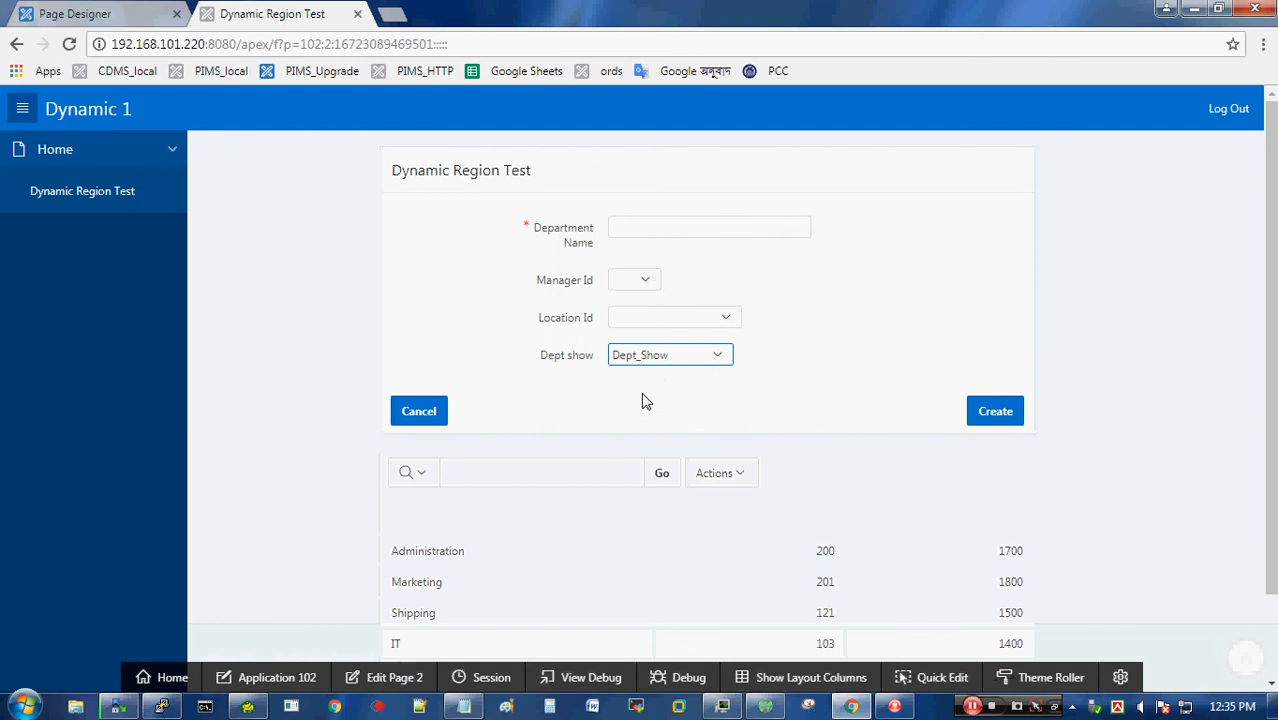 Page Designer
Dynamic Region Test
192.168.101.220:8080/apex/f?p=102:2:16723089469501:::::
Apps CDMS_local PIMS_local PIMS_Upgrade PIMS_HTTP Google Sheets ords Google অনুবাদ PCC
Dynamic 1
Log Out
Home
Dynamic Region Test
Dynamic Region Test
* Department
Name
Manager Id
Location Id
Dept show Dept_Show
Cancel Create
Go Actions
Administration 200 1700
Marketing 201 1800
Shipping 121 1500
IT 103 1400
Home Application 102 Edit Page 2 Session View Debug Debug Show Layout Columns Quick Edit Theme Roller
12:35 PM